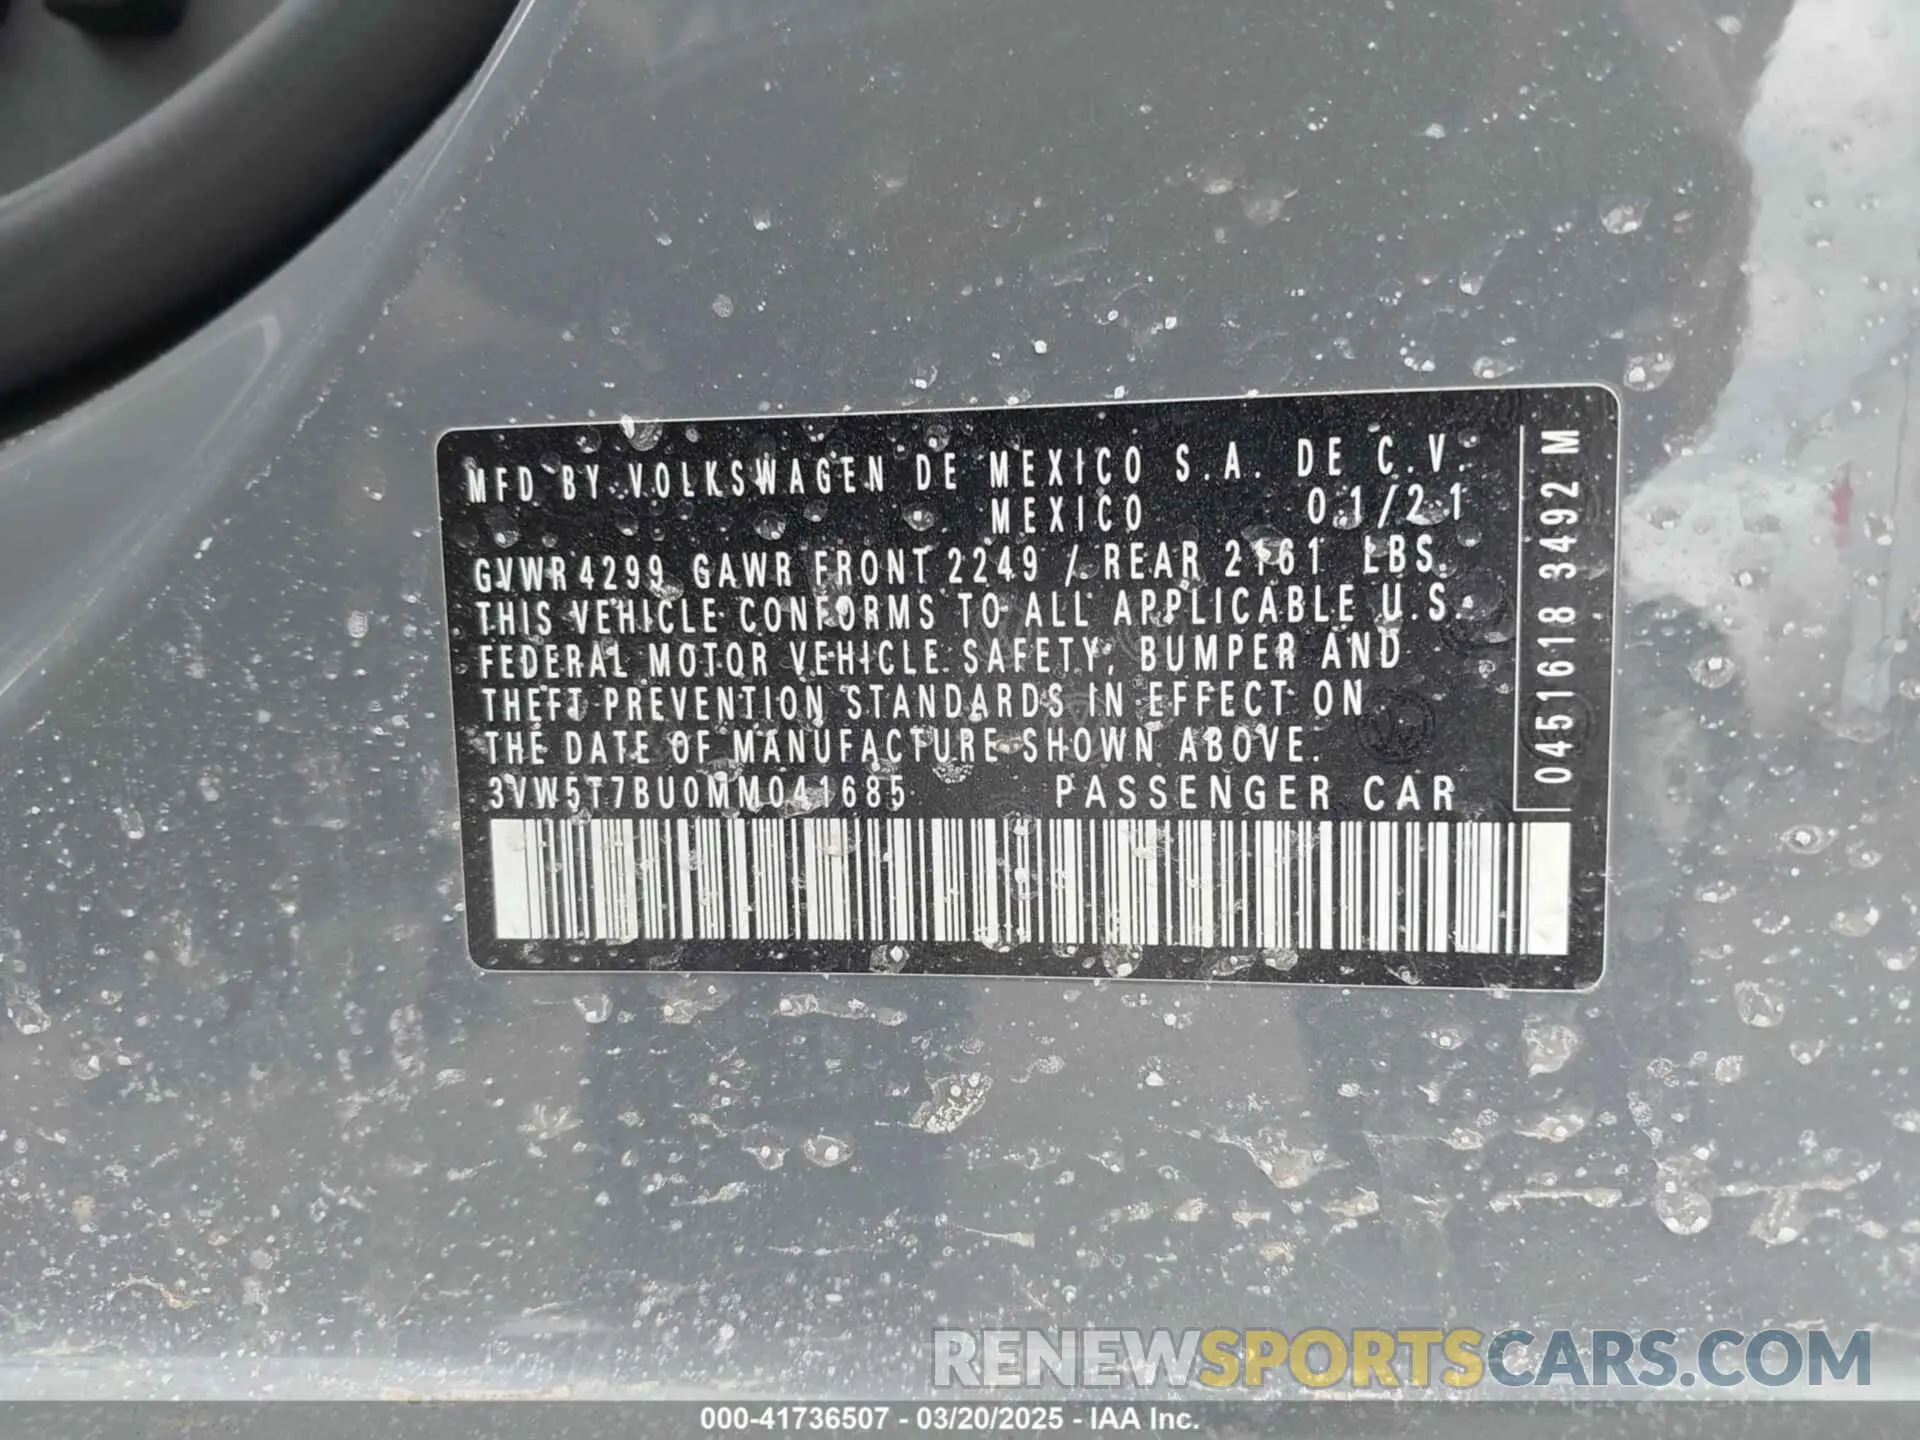 MFD BY VOLKSWAGEN DE MEXICO S.A. DE C.V.
MEXICO 01/21
GVWR 4299 GAWR FRONT 2249 / REAR 2161 LBS.
THIS VEHICLE CONFORMS TO ALL APPLICABLE U.S.
FEDERAL MOTOR VEHICLE SAFETY, BUMPER AND
THEFT PREVENTION STANDARDS IN EFFECT ON
THE DATE OF MANUFACTURE SHOWN ABOVE.
3VW5T7BU0MM041685 PASSENGER CAR
0451618 3492 M
RENEWSPORTSCARS.COM
000-41736507 - 03/20/2025 - IAA Inc.